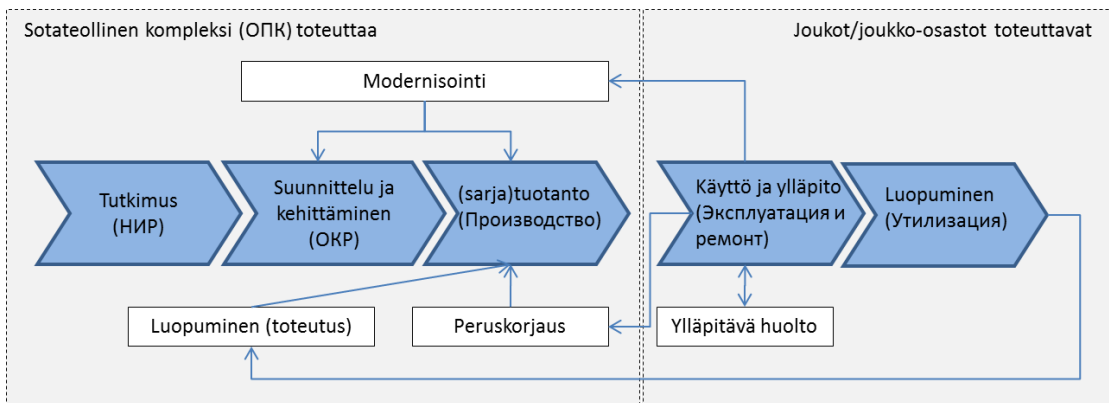 Sotateollinen kompleksi (ОПК) toteuttaa
Joukot/joukko-osastot toteuttavat
Modernisointi
Tutkimus
(НИР)
Suunnittelu ja
kehittäminen
(ОКР)
(sarja)tuotanto
(Производство)
Käyttö ja ylläpito
(Эксплуатация и
ремонт)
Luopuminen
(Утилизация)
Luopuminen (toteutus)
Peruskorjaus
Ylläpitävä huolto